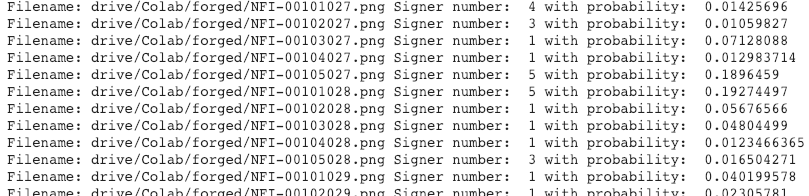 Filename: drive/Colab/forged/NFI-00101027.png Signer number:  4 with probability:  0.01425696
Filename: drive/Colab/forged/NFI-00102027.png Signer number:  3 with probability:  0.01059827
Filename: drive/Colab/forged/NFI-00103027.png Signer number:  1 with probability:  0.07128088
Filename: drive/Colab/forged/NFI-00104027.png Signer number:  1 with probability:  0.012983714
Filename: drive/Colab/forged/NFI-00105027.png Signer number:  5 with probability:  0.1896459
Filename: drive/Colab/forged/NFI-00101028.png Signer number:  5 with probability:  0.19274497
Filename: drive/Colab/forged/NFI-00102028.png Signer number:  1 with probability:  0.05676566
Filename: drive/Colab/forged/NFI-00103028.png Signer number:  1 with probability:  0.04804499
Filename: drive/Colab/forged/NFI-00104028.png Signer number:  1 with probability:  0.0123466365
Filename: drive/Colab/forged/NFI-00105028.png Signer number:  3 with probability:  0.016504271
Filename: drive/Colab/forged/NFI-00101029.png Signer number:  1 with probability:  0.040199578
Filename: drive/Colab/forged/NFI-00102029.png Signer number:  1 with probability:  0.02305781